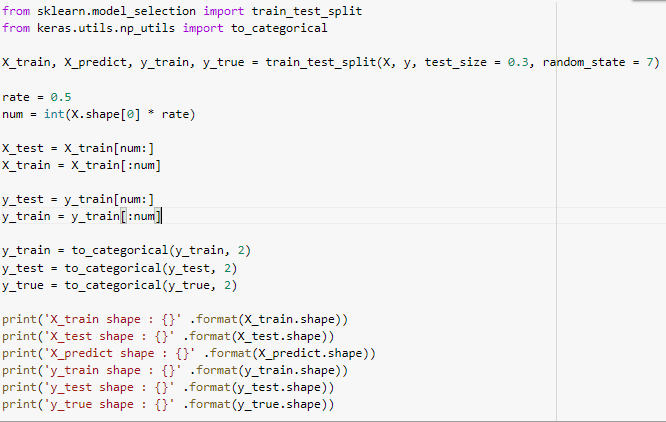 from sklearn.model_selection import train_test_split
from keras.utils.np_utils import to_categorical
X_train, X_predict, y_train, y_true = train_test_split(X, y, test_size = 0.3, random_state = 7)
rate = 0.5
num = int(X.shape[0] * rate)
X_test = X_train[num:]
X_train = X_train[:num]
y_test = y_train[num:]
y_train = y_train[:num]
y_train = to_categorical(y_train, 2)
y_test = to_categorical(y_test, 2)
y_true = to_categorical(y_true, 2)
print('X_train shape : {}' .format(X_train.shape))
print('X_test shape : {}' .format(X_test.shape))
print('X_predict shape : {}' .format(X_predict.shape))
print('y_train shape : {}' .format(y_train.shape))
print('y_test shape : {}' .format(y_test.shape))
print('y_true shape : {}' .format(y_true.shape))